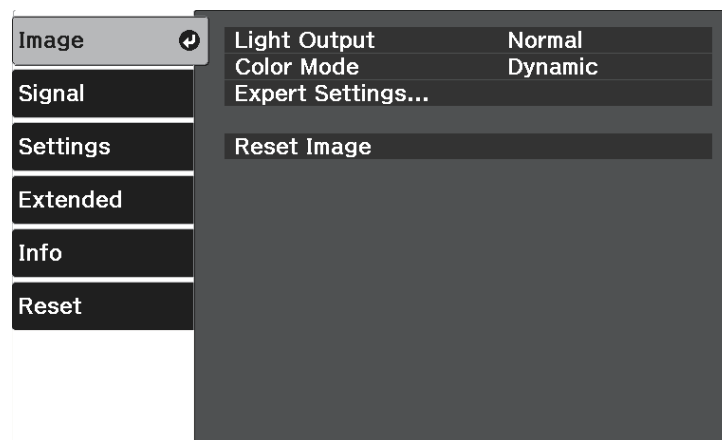 Image
Signal
Settings
Extended
Info
Reset
Light Output Normal
Color Mode Dynamic
Expert Settings...
Reset Image